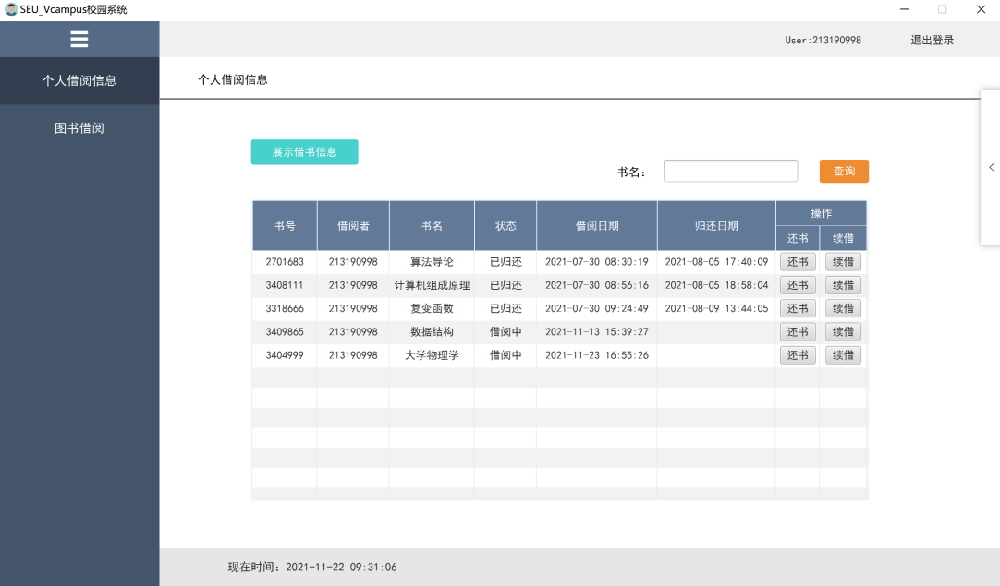 SEU_Vcampus校园系统
User:213190998 退出登录
个人借阅信息
图书借阅
个人借阅信息
展示借书信息
书名: 查询
书号 借阅者 书名 状态 借阅日期 归还日期 操作
还书 续借
2701683 213190998 算法导论 已归还 2021-07-30 08:30:19 2021-08-05 17:40:09 还书 续借
3408111 213190998 计算机组成原理 已归还 2021-07-30 08:56:16 2021-08-05 18:58:04 还书 续借
3318666 213190998 复变函数 已归还 2021-07-30 09:24:49 2021-08-09 13:44:05 还书 续借
3409865 213190998 数据结构 借阅中 2021-11-13 15:39:27 还书 续借
3404999 213190998 大学物理学 借阅中 2021-11-23 16:55:26 还书 续借
现在时间: 2021-11-22 09:31:06